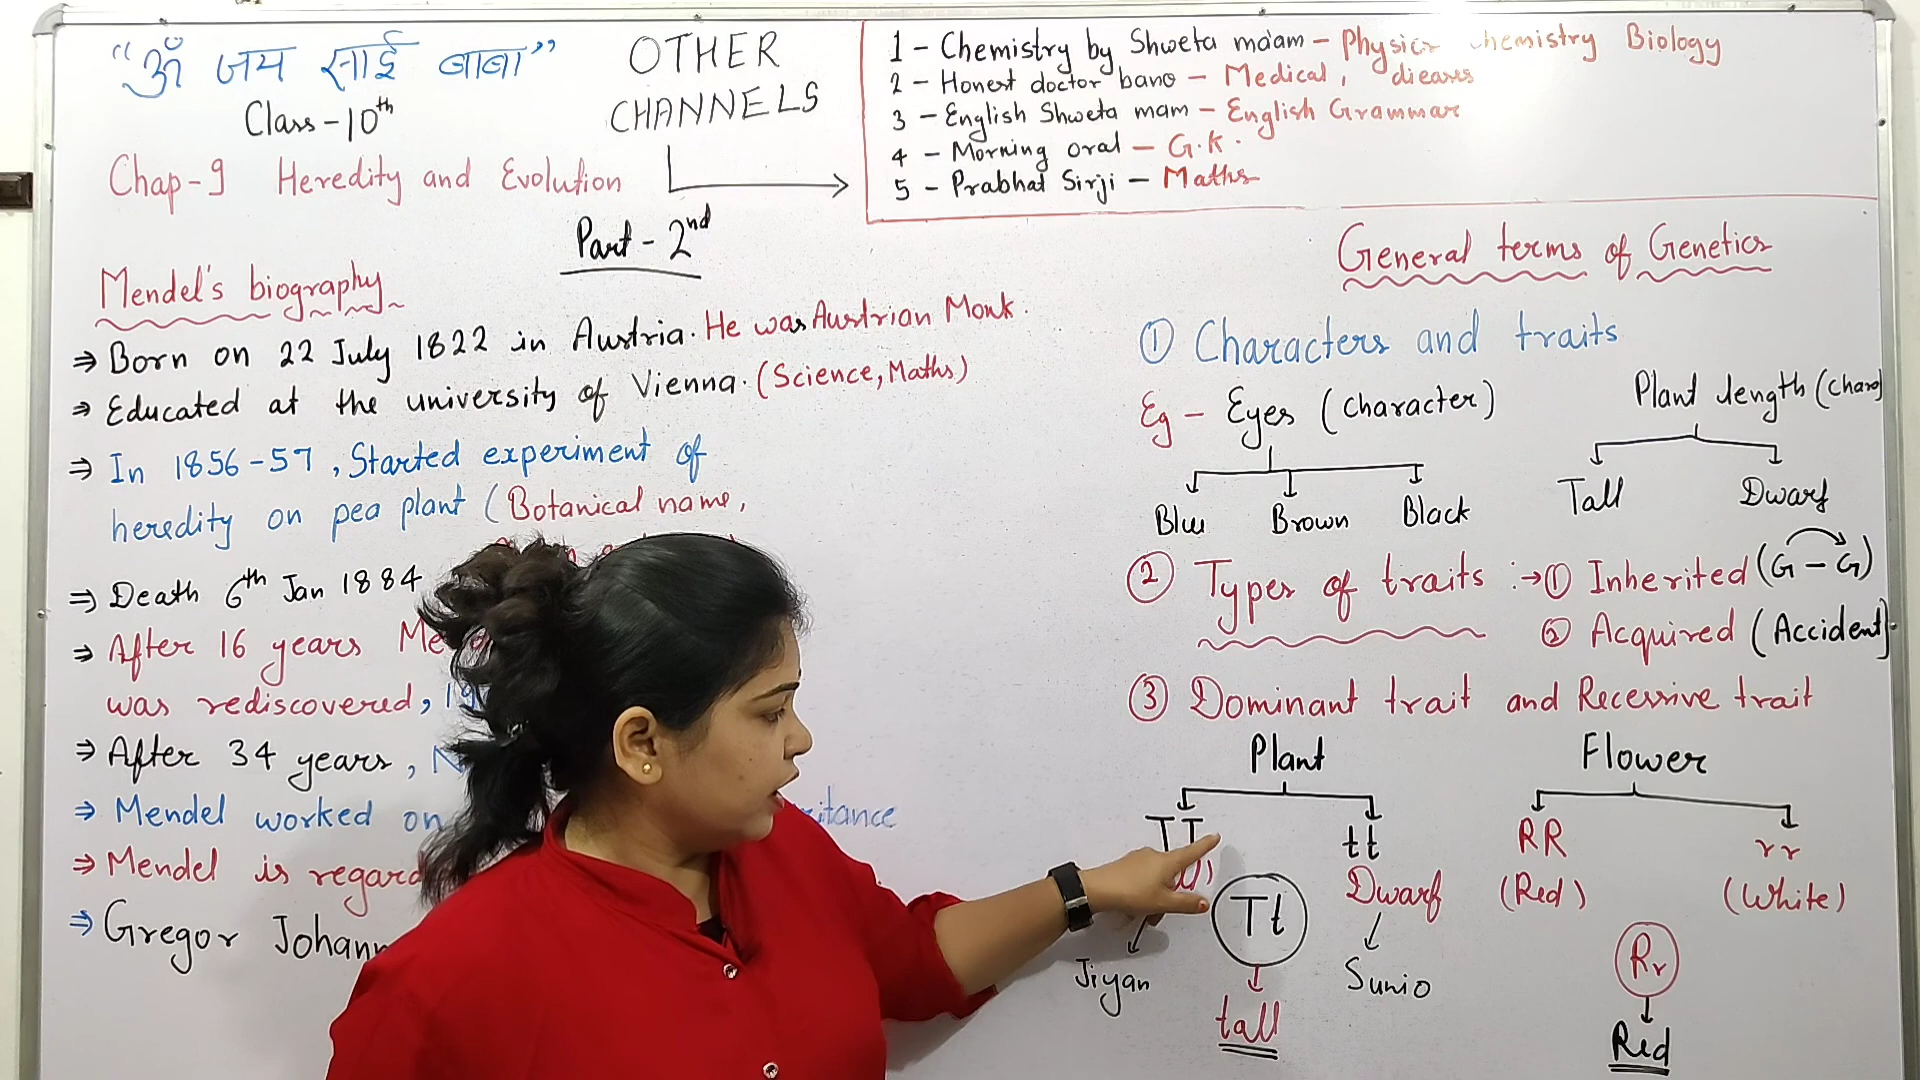 “ॐ जय साई बाबा”
Class-10th
Chap-9 Heredity and Evolution
OTHER
CHANNELS
1 - Chemistry by Shweta ma'am - Physics chemistry Biology
2 - Honest doctor bano - Medical, dieases
3 - English Shweta mam - English Grammar
4 - Morning oral - G.K.
5 - Prabhat Sirji - Maths
Part - 2nd
Mendel's biography
⇒ Born on 22 July 1822 in Austria. He was Austrian Monk.
⇒ Educated at the university of Vienna. (Science, Maths)
⇒ In 1856-57, Started experiment of
heredity on pea plant (Botanical name,
⇒ Death 6th Jan 1884
⇒ After 16 years
was rediscovered,
⇒ After 34 years,
⇒ Mendel worked on
⇒ Mendel is
⇒ Gregor
General terms of Genetics
① Characters and traits
Eg - Eyes (character)
Blue Brown Black
Plant length (char)
Tall Dwarf
② Types of traits :→ ① Inherited (G - G)
② Acquired (Accident)
③ Dominant trait and Recessive trait
Plant
TT tt
Dwarf
Tt
Jiyan Sunio
tall
Flower
RR rr
(Red) (White)
Rr
Red